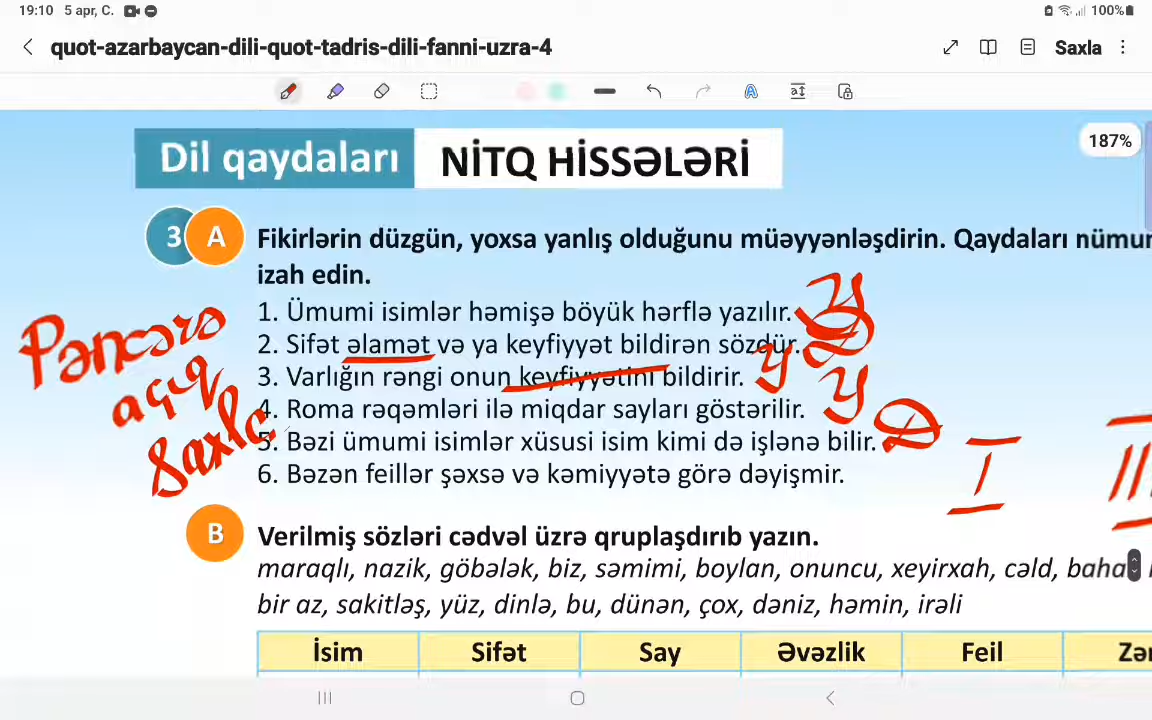 19:10 5 apr, C.
100%
quot-azarbaycan-dili-quot-tadris-dili-fanni-uzra-4
Saxla
187%
Dil qaydaları NİTQ HİSSƏLƏRİ
3 A Fikirlərin düzgün, yoxsa yanlış olduğunu müəyyənləşdirin. Qaydaları
izah edin.
1. Ümumi isimlər həmişə böyük hərflə yazılır. Y
2. Sifət əlamət və ya keyfiyyət bildirən sözdür. D
3. Varlığın rəngi onun keyfiyyətini bildirir. Y
4. Roma rəqəmləri ilə miqdar sayları göstərilir. Y
5. Bəzi ümumi isimlər xüsusi isim kimi də işlənə bilir. D
6. Bəzən feillər şəxsə və kəmiyyətə görə dəyişmir.
Pəncərə
açıq
Saxla
I III
B Verilmiş sözləri cədvəl üzrə qruplaşdırıb yazın.
maraqlı, nazik, göbələk, biz, səmimi, boylan, onuncu, xeyirxah, cəld, baha
bir az, sakitləş, yüz, dinlə, bu, dünən, çox, dəniz, həmin, irəli
İsim Sifət Say Əvəzlik Feil